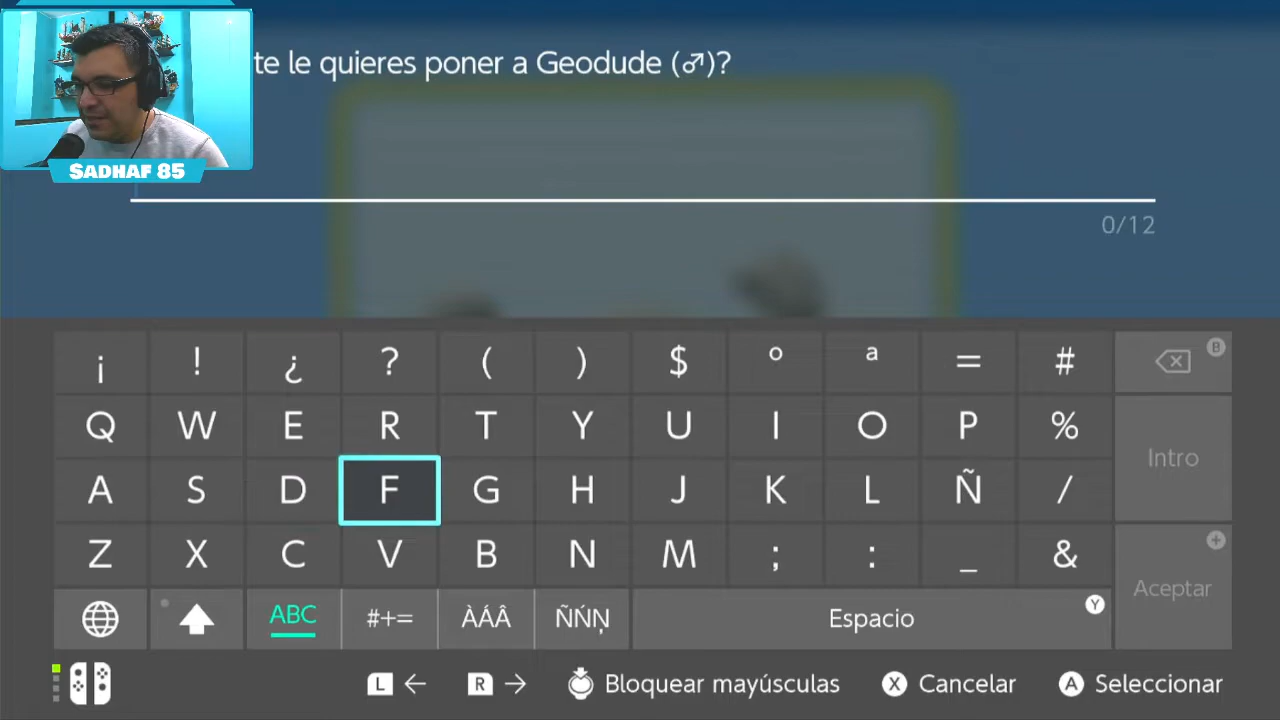 te le quieres poner a Geodude (♂)?
SADHAF 85
0/12
¡ ! ¿ ? ( ) $ º ª = # B
Q W E R T Y U I O P %
Intro
A S D F G H J K L Ñ /
Z X C V B N M ; : _ & +
Aceptar
ABC #+= ÀÁÂ ÑŃŅ Espacio Y
L ← R → Bloquear mayúsculas X Cancelar A Seleccionar